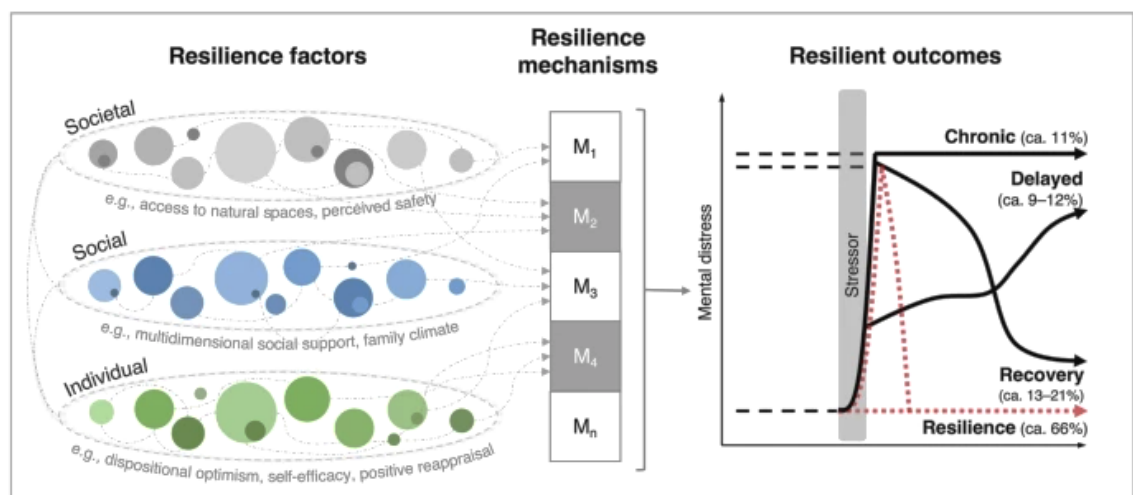 Resilience factors
Resilience
mechanisms
Resilient outcomes
Societal
e.g., access to natural spaces, perceived safety
Social
e.g., multidimensional social support, family climate
Individual
e.g., dispositional optimism, self-efficacy, positive reappraisal
M1
M2
M3
M4
Mn
Mental distress
Stressor
Chronic (ca. 11%)
Delayed
(ca. 9–12%)
Recovery
(ca. 13–21%)
Resilience (ca. 66%)